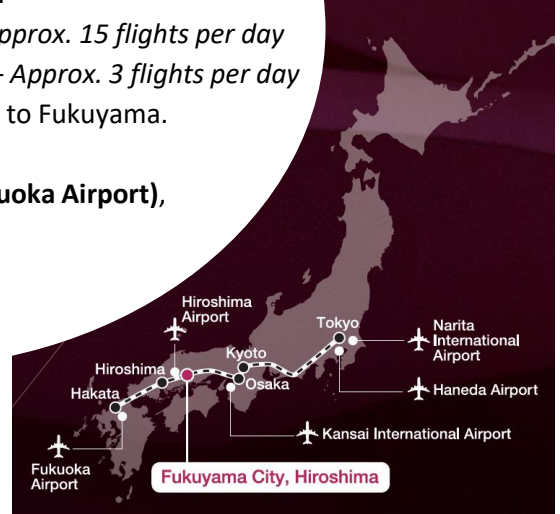 pprox. 15 flights per day
- Approx. 3 flights per day
to Fukuyama.
uoka Airport),
Hiroshima
Airport
Tokyo
Narita
International
Airport
Kyoto
Hiroshima
Osaka
Haneda Airport
Hakata
Kansai International Airport
Fukuoka
Airport
Fukuyama City, Hiroshima